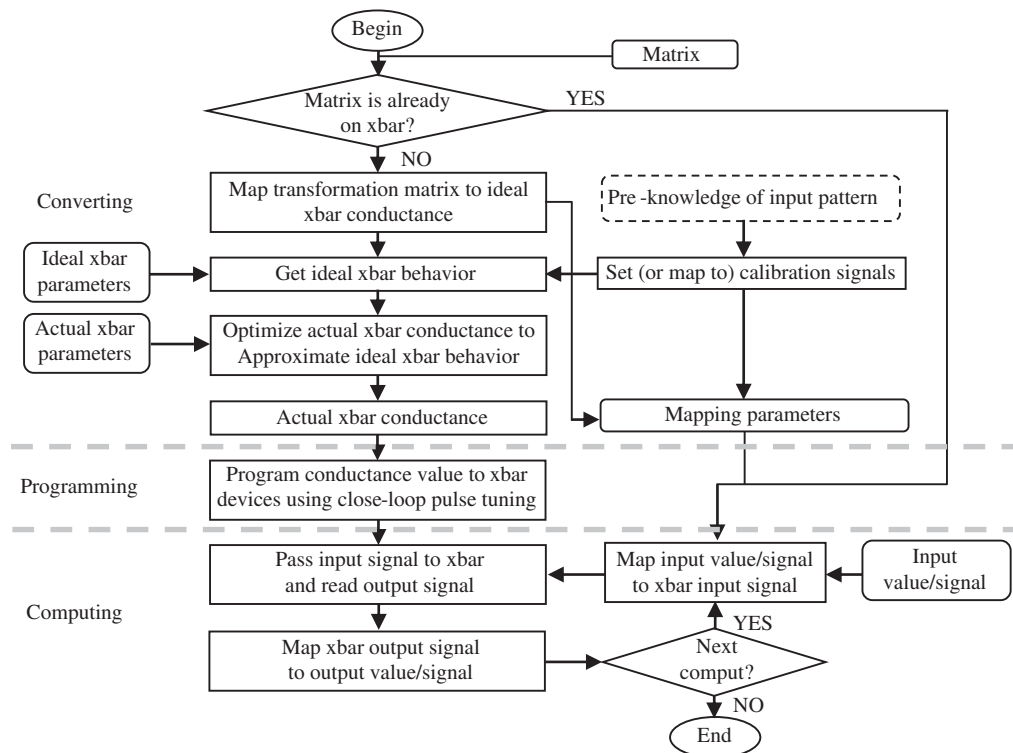 Begin
Matrix
Matrix is already
on xbar?
YES
NO
Converting
Map transformation matrix to ideal
xbar conductance
Pre -knowledge of input pattern
Ideal xbar
parameters
Get ideal xbar behavior
Set (or map to) calibration signals
Actual xbar
parameters
Optimize actual xbar conductance to
Approximate ideal xbar behavior
Actual xbar conductance
Mapping parameters
Programming
Program conductance value to xbar
devices using close-loop pulse tuning
Computing
Pass input signal to xbar
and read output signal
Map input value/signal
to xbar input signal
Input
value/signal
YES
Map xbar output signal
to output value/signal
Next
comput?
NO
End